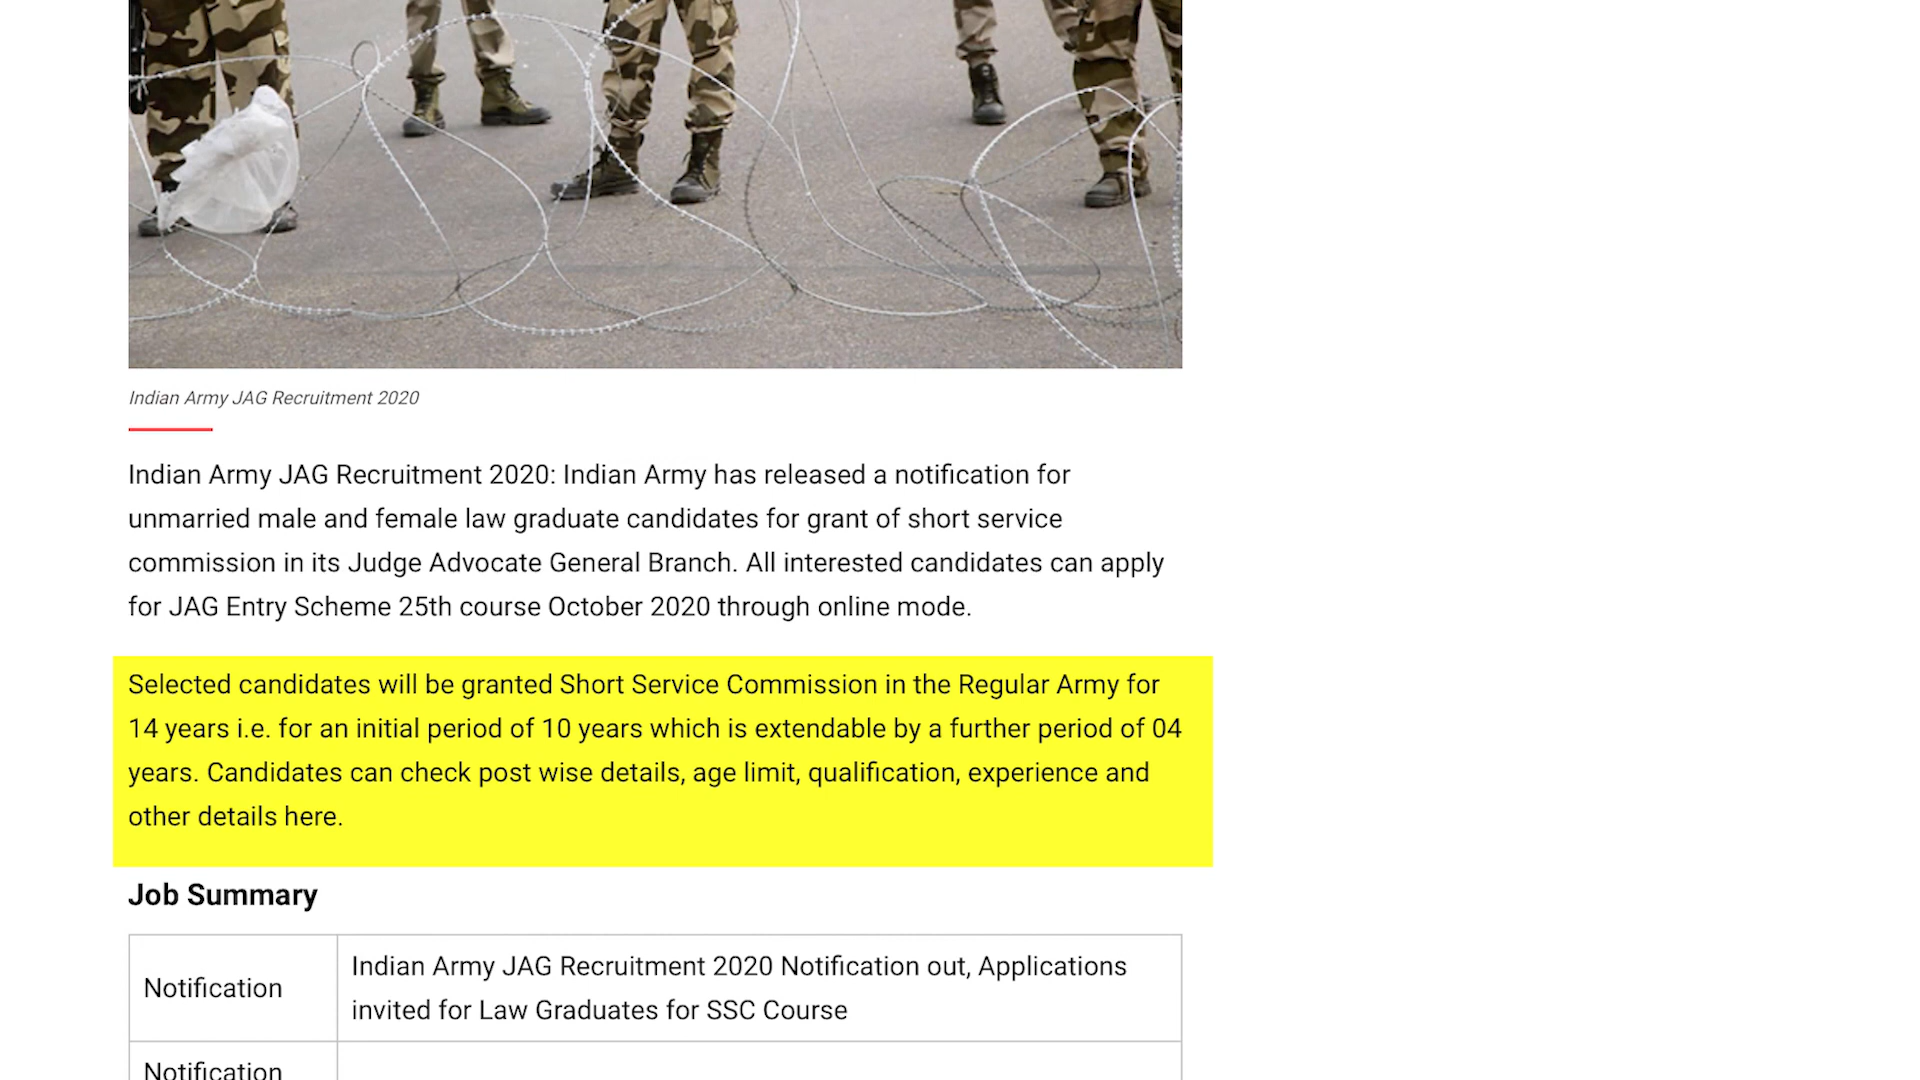 Indian Army JAG Recruitment 2020
Indian Army JAG Recruitment 2020: Indian Army has released a notification for
unmarried male and female law graduate candidates for grant of short service
commission in its Judge Advocate General Branch. All interested candidates can apply
for JAG Entry Scheme 25th course October 2020 through online mode.
Selected candidates will be granted Short Service Commission in the Regular Army for
14 years i.e. for an initial period of 10 years which is extendable by a further period of 04
years. Candidates can check post wise details, age limit, qualification, experience and
other details here.
Job Summary
Notification
Indian Army JAG Recruitment 2020 Notification out, Applications
invited for Law Graduates for SSC Course
Notification